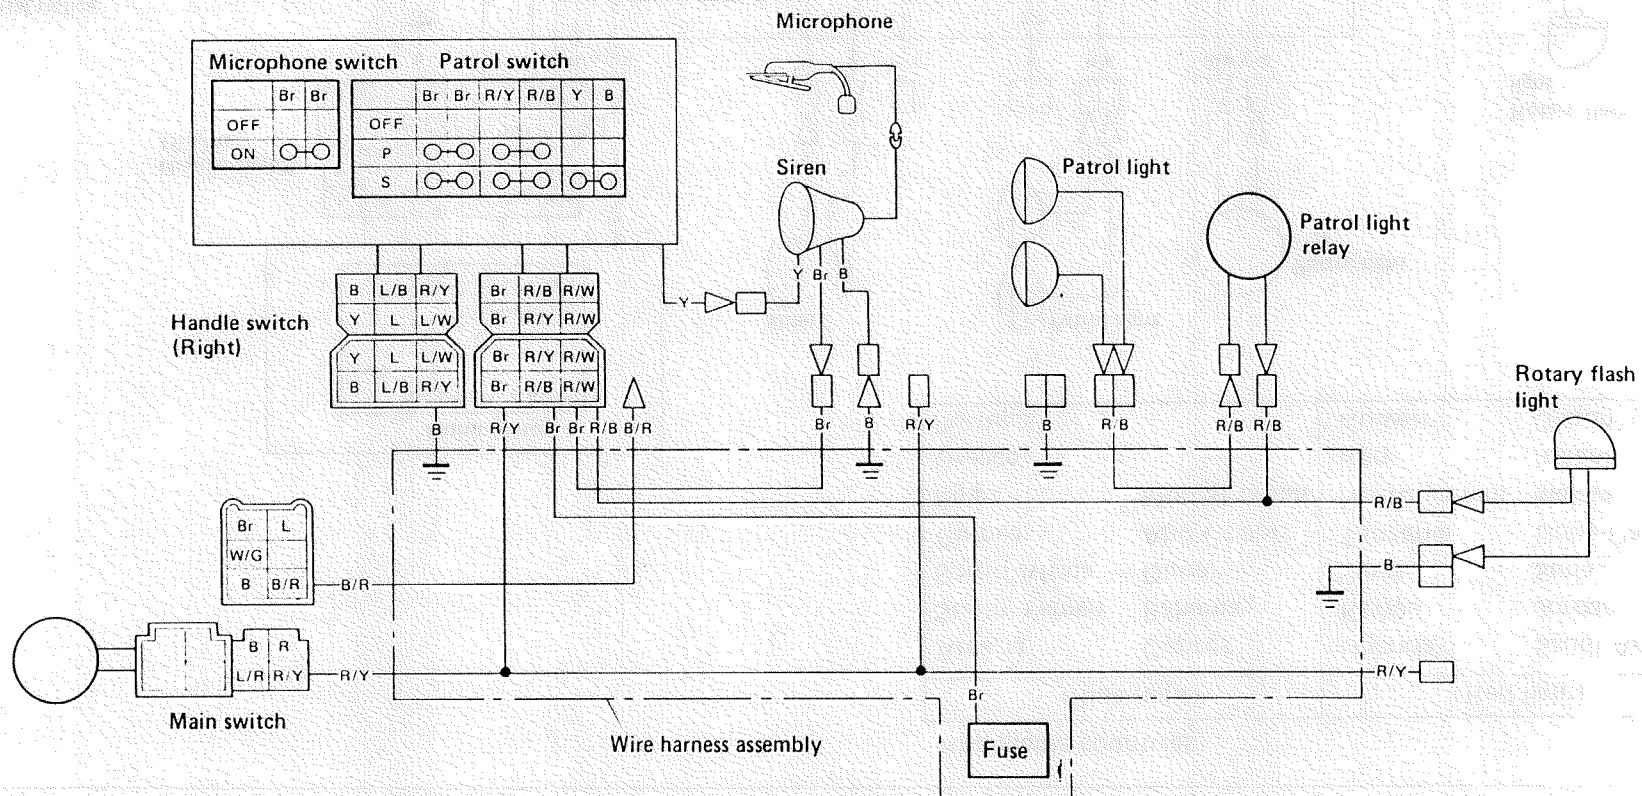 Microphone
Microphone switch Patrol switch
Br Br
OFF
ON
Br Br R/Y R/B Y B
OFF
P
S
Siren
Patrol light
Patrol light
relay
Y Br B
Y
Handle switch
(Right)
B L/B R/Y
Y L L/W
Y L L/W
B L/B R/Y
Br R/B R/W
Br R/Y R/W
Br R/Y R/W
Br R/B R/W
Rotary flash
light
B R/Y Br Br R/B B/R Br B R/Y B R/B R/B R/B
R/B
B
Br L
W/G
B B/R
B/R
B R
L/R R/Y
R/Y
R/Y
Main switch
Br
Wire harness assembly
Fuse